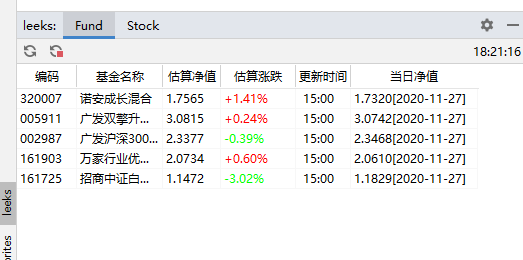 leeks: Fund Stock
18:21:16
编码 基金名称 估算净值 估算涨跌 更新时间 当日净值
320007 诺安成长混合 1.7565 +1.41% 15:00 1.7320[2020-11-27]
005911 广发双擎升... 3.0815 +0.24% 15:00 3.0742[2020-11-27]
002987 广发沪深300... 2.3377 -0.39% 15:00 2.3468[2020-11-27]
161903 万家行业优... 2.0734 +0.60% 15:00 2.0610[2020-11-27]
161725 招商中证白... 1.1472 -3.02% 15:00 1.1829[2020-11-27]
leeks
orites